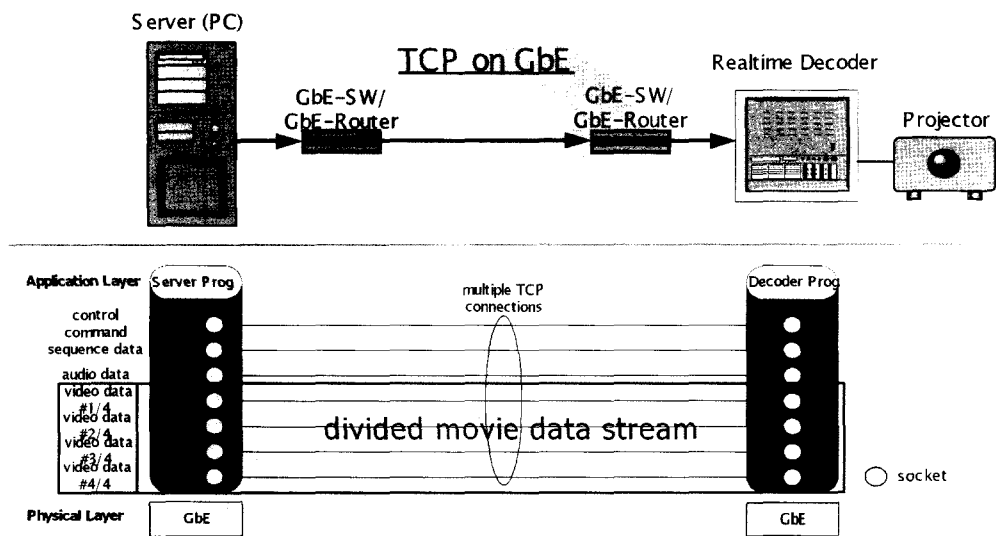 Server (PC)
TCP on GbE
Realtime Decoder
GbE-SW/
GbE-Router
GbE-SW/
GbE-Router
Projector
Application Layer
Server Prog
multiple TCP
connections
Decoder Prog
control
command
sequence data
audio data
video data
#1/4
video data
#2/4
video data
#3/4
video data
#4/4
divided movie data stream
socket
Physical Layer
GbE
GbE